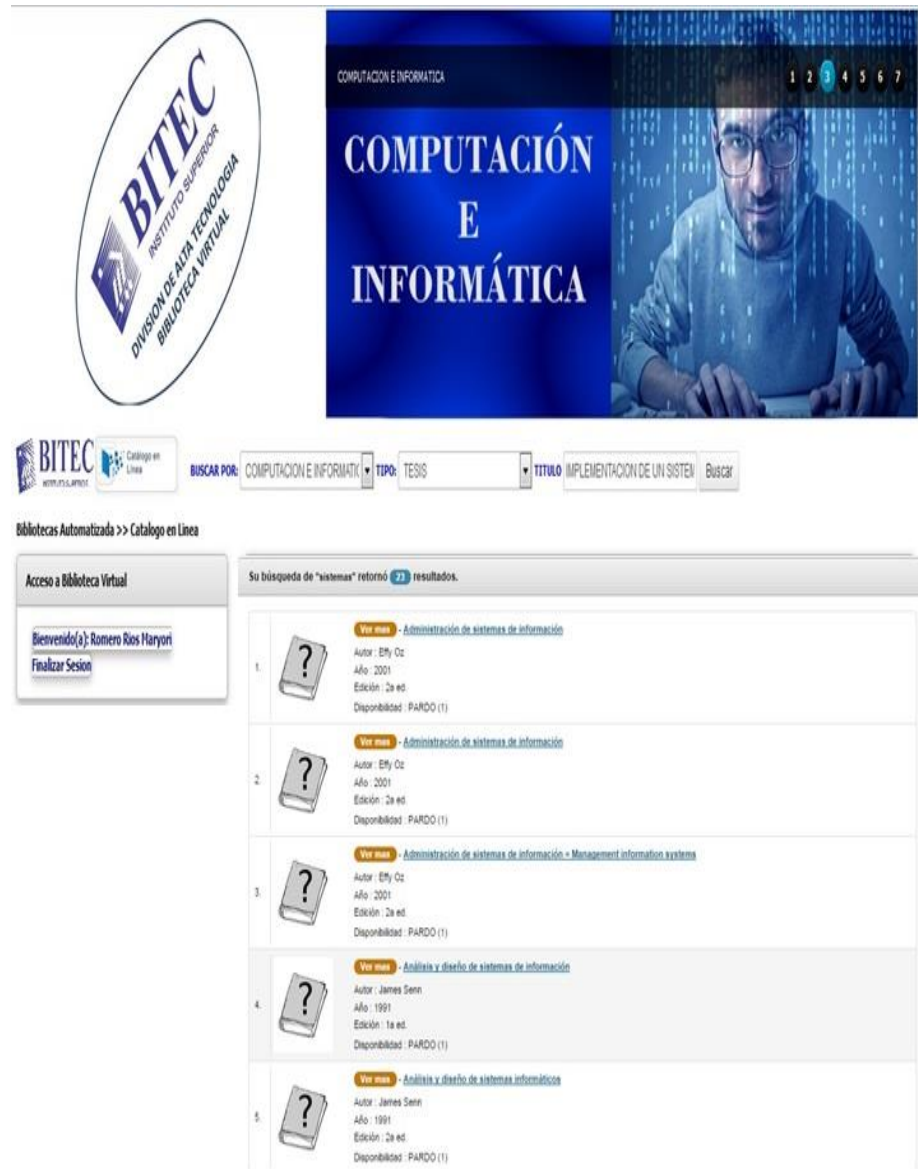 BITEC
INSTITUTO SUPERIOR
DIVISION DE ALTA TECNOLOGIA
BIBLIOTECA VIRTUAL
COMPUTACION E INFORMATICA
1 2 3 4 5 6 7
COMPUTACIÓN
E
INFORMÁTICA
BITEC
Catálogo en
Línea
BUSCAR POR: COMPUTACION E INFORMATIC TIPO: TESIS TITULO IMPLEMENTACION DE UN SISTEM Buscar
Bibliotecas Automatizada >> Catalogo en Linea
Acceso a Biblioteca Virtual
Bienvenido(a): Romero Rios Maryori
Finalizar Sesion
Su búsqueda de "sistemas" retornó 23 resultados.
1.
?
Ver mas - Administración de sistemas de información
Autor : Effy Oz
Año : 2001
Edición : 2a ed.
Disponibilidad : PARDO (1)
2.
?
Ver mas - Administración de sistemas de información
Autor : Effy Oz
Año : 2001
Edición : 2a ed.
Disponibilidad : PARDO (1)
3.
?
Ver mas - Administración de sistemas de información = Management information systems
Autor : Effy Oz
Año : 2001
Edición : 2a ed.
Disponibilidad : PARDO (1)
4.
?
Ver mas - Análisis y diseño de sistemas de información
Autor : James Senn
Año : 1991
Edición : 1a ed.
Disponibilidad : PARDO (1)
5.
?
Ver mas - Análisis y diseño de sistemas informáticos
Autor : James Senn
Año : 1991
Edición : 2a ed.
Disponibilidad : PARDO (1)